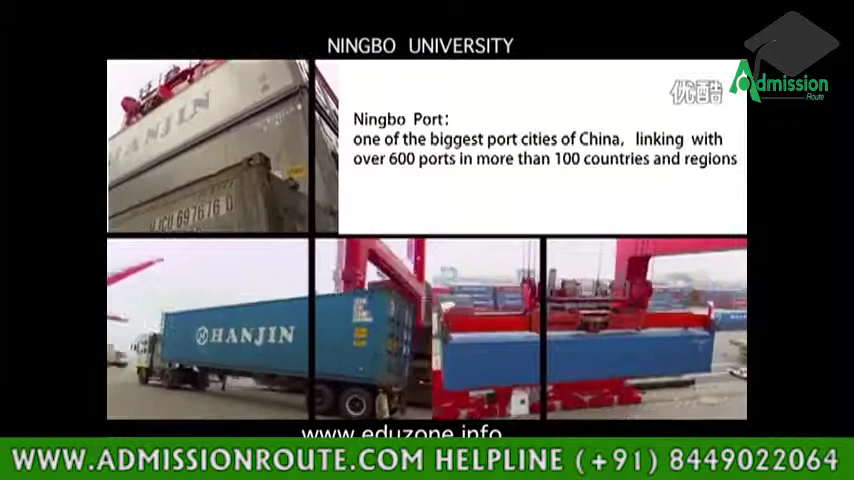 NINGBO UNIVERSITY
Admission
Route
优酷
Ningbo Port:
one of the biggest port cities of China, linking with
over 600 ports in more than 100 countries and regions
HANJIN
697676 0
HANJIN
www.eduzone.info
WWW.ADMISSIONROUTE.COM HELPLINE (+91) 8449022064